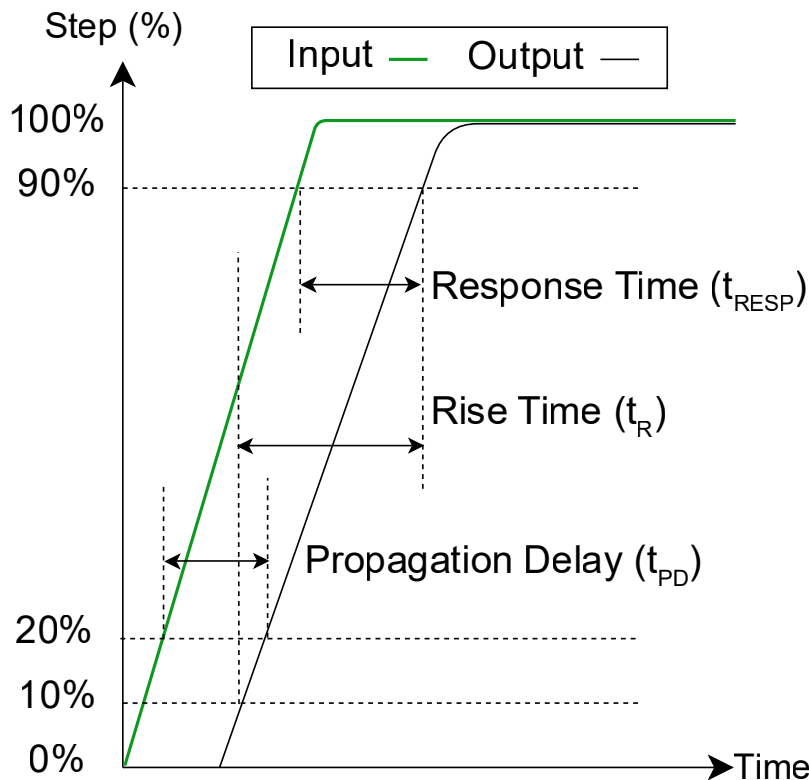 Step (%)
Input Output
100%
90%
Response Time (tRESP)
Rise Time (tR)
Propagation Delay (tPD)
20%
10%
0%
Time